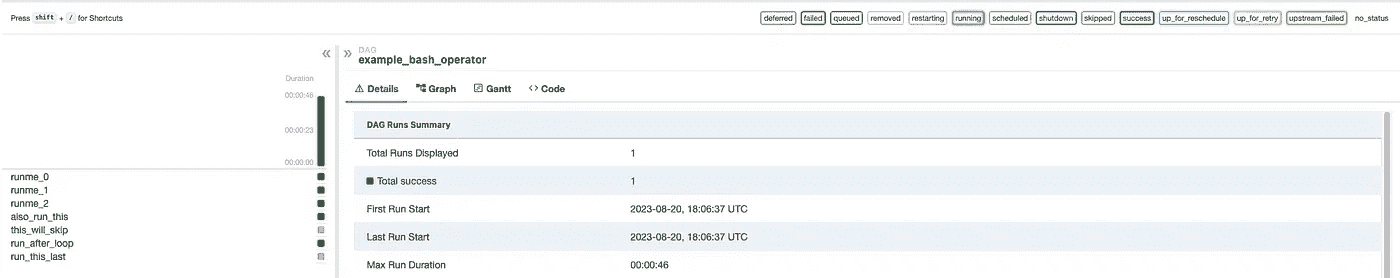 Press shift + / for Shortcuts
deferred failed queued removed restarting running scheduled shutdown skipped success up_for_reschedule up_for_retry upstream_failed no_status
DAG
example_bash_operator
Details Graph Gantt Code
Duration
00:00:46
00:00:23
00:00:00
runme_0
runme_1
runme_2
also_run_this
this_will_skip
run_after_loop
run_this_last
DAG Runs Summary
Total Runs Displayed 1
Total success 1
First Run Start 2023-08-20, 18:06:37 UTC
Last Run Start 2023-08-20, 18:06:37 UTC
Max Run Duration 00:00:46